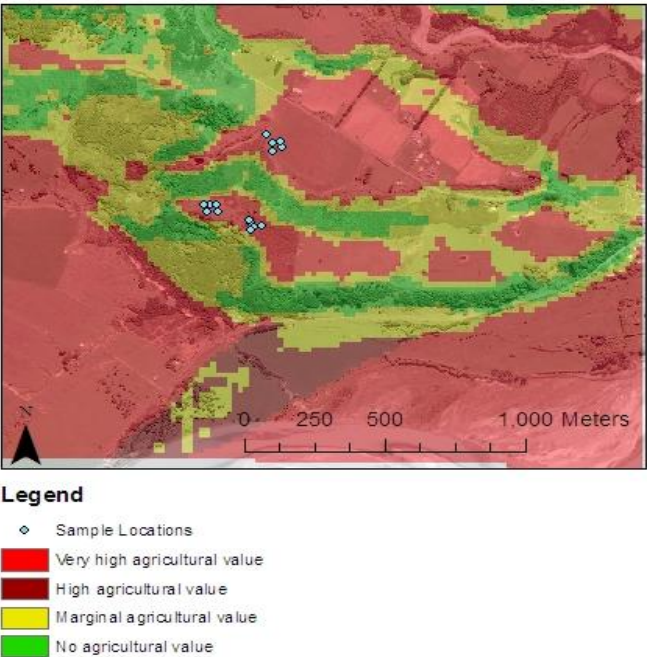 N
0 250 500 1,000 Meters
Legend
Sample Locations
Very high agricultural value
High agricultural value
Marginal agricultural value
No agricultural value